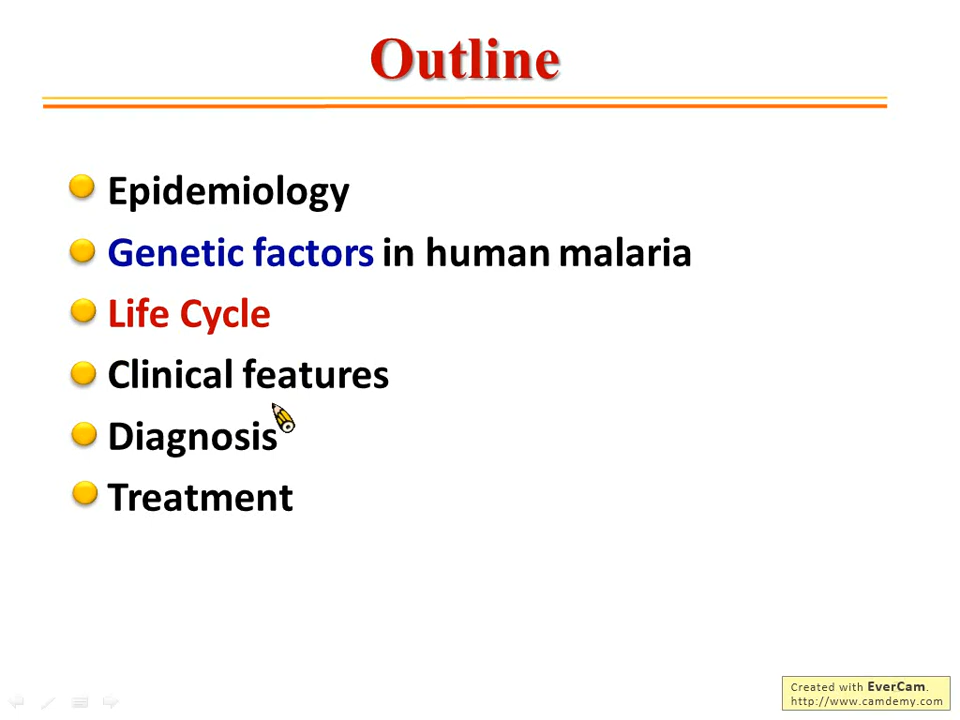 Outline
Epidemiology
Genetic factors in human malaria
Life Cycle
Clinical features
Diagnosis
Treatment
Created with EverCam.
http://www.camdemy.com